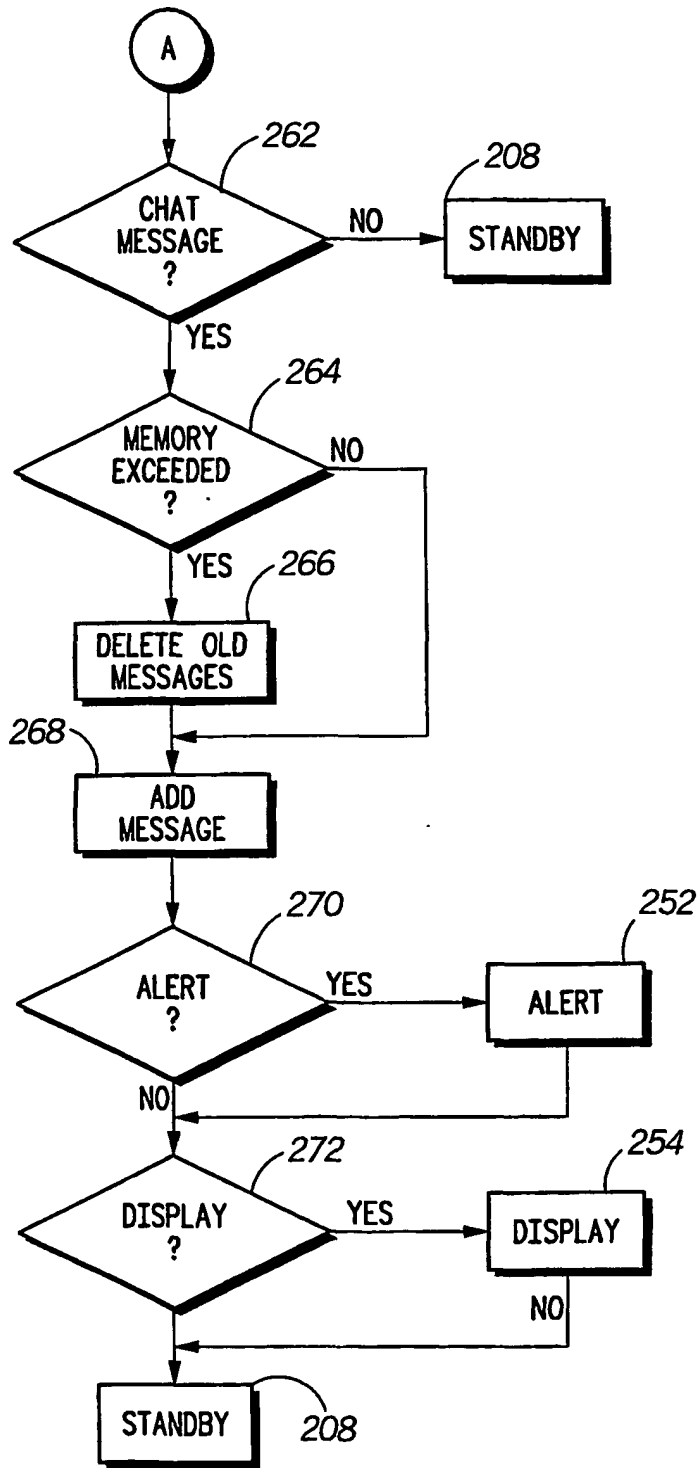 A
262
CHAT
MESSAGE
?
NO
208
STANDBY
YES
264
MEMORY
EXCEEDED
?
NO
YES
266
DELETE OLD
MESSAGES
268
ADD
MESSAGE
270
ALERT
?
YES
252
ALERT
NO
272
DISPLAY
?
YES
254
DISPLAY
NO
STANDBY
208